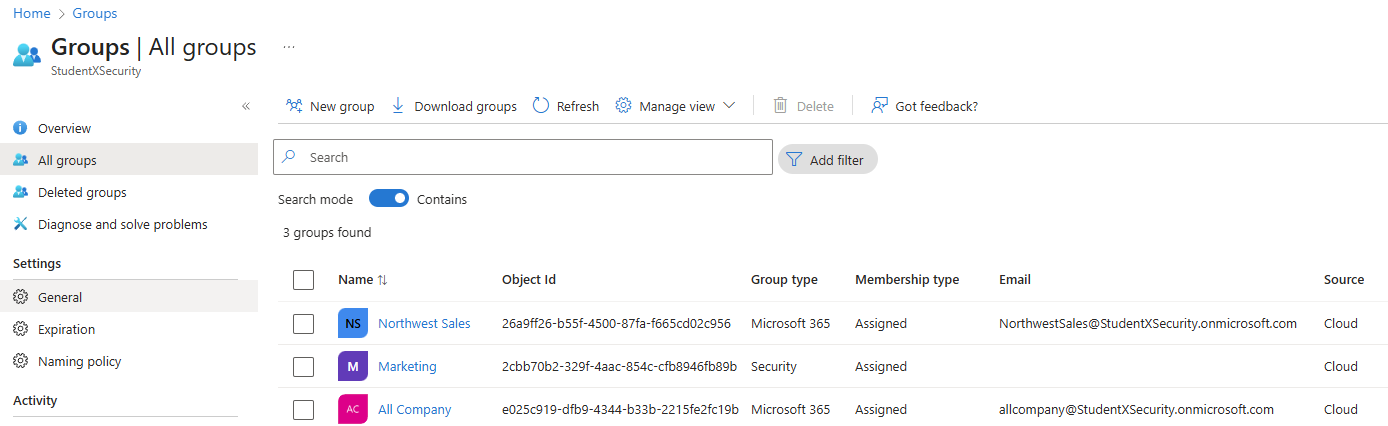 Home > Groups
Groups | All groups ...
StudentXSecurity
«
New group Download groups Refresh Manage view Delete Got feedback?
Overview
All groups
Deleted groups
Diagnose and solve problems
Settings
General
Expiration
Naming policy
Activity
Search Add filter
Search mode Contains
3 groups found
Name ↑↓ Object Id Group type Membership type Email Source
NS Northwest Sales 26a9ff26-b55f-4500-87fa-f665cd02c956 Microsoft 365 Assigned NorthwestSales@StudentXSecurity.onmicrosoft.com Cloud
M Marketing 2cbb70b2-329f-4aac-854c-cfb8946fb89b Security Assigned Cloud
AC All Company e025c919-dfb9-4344-b33b-2215fe2fc19b Microsoft 365 Assigned allcompany@StudentXSecurity.onmicrosoft.com Cloud